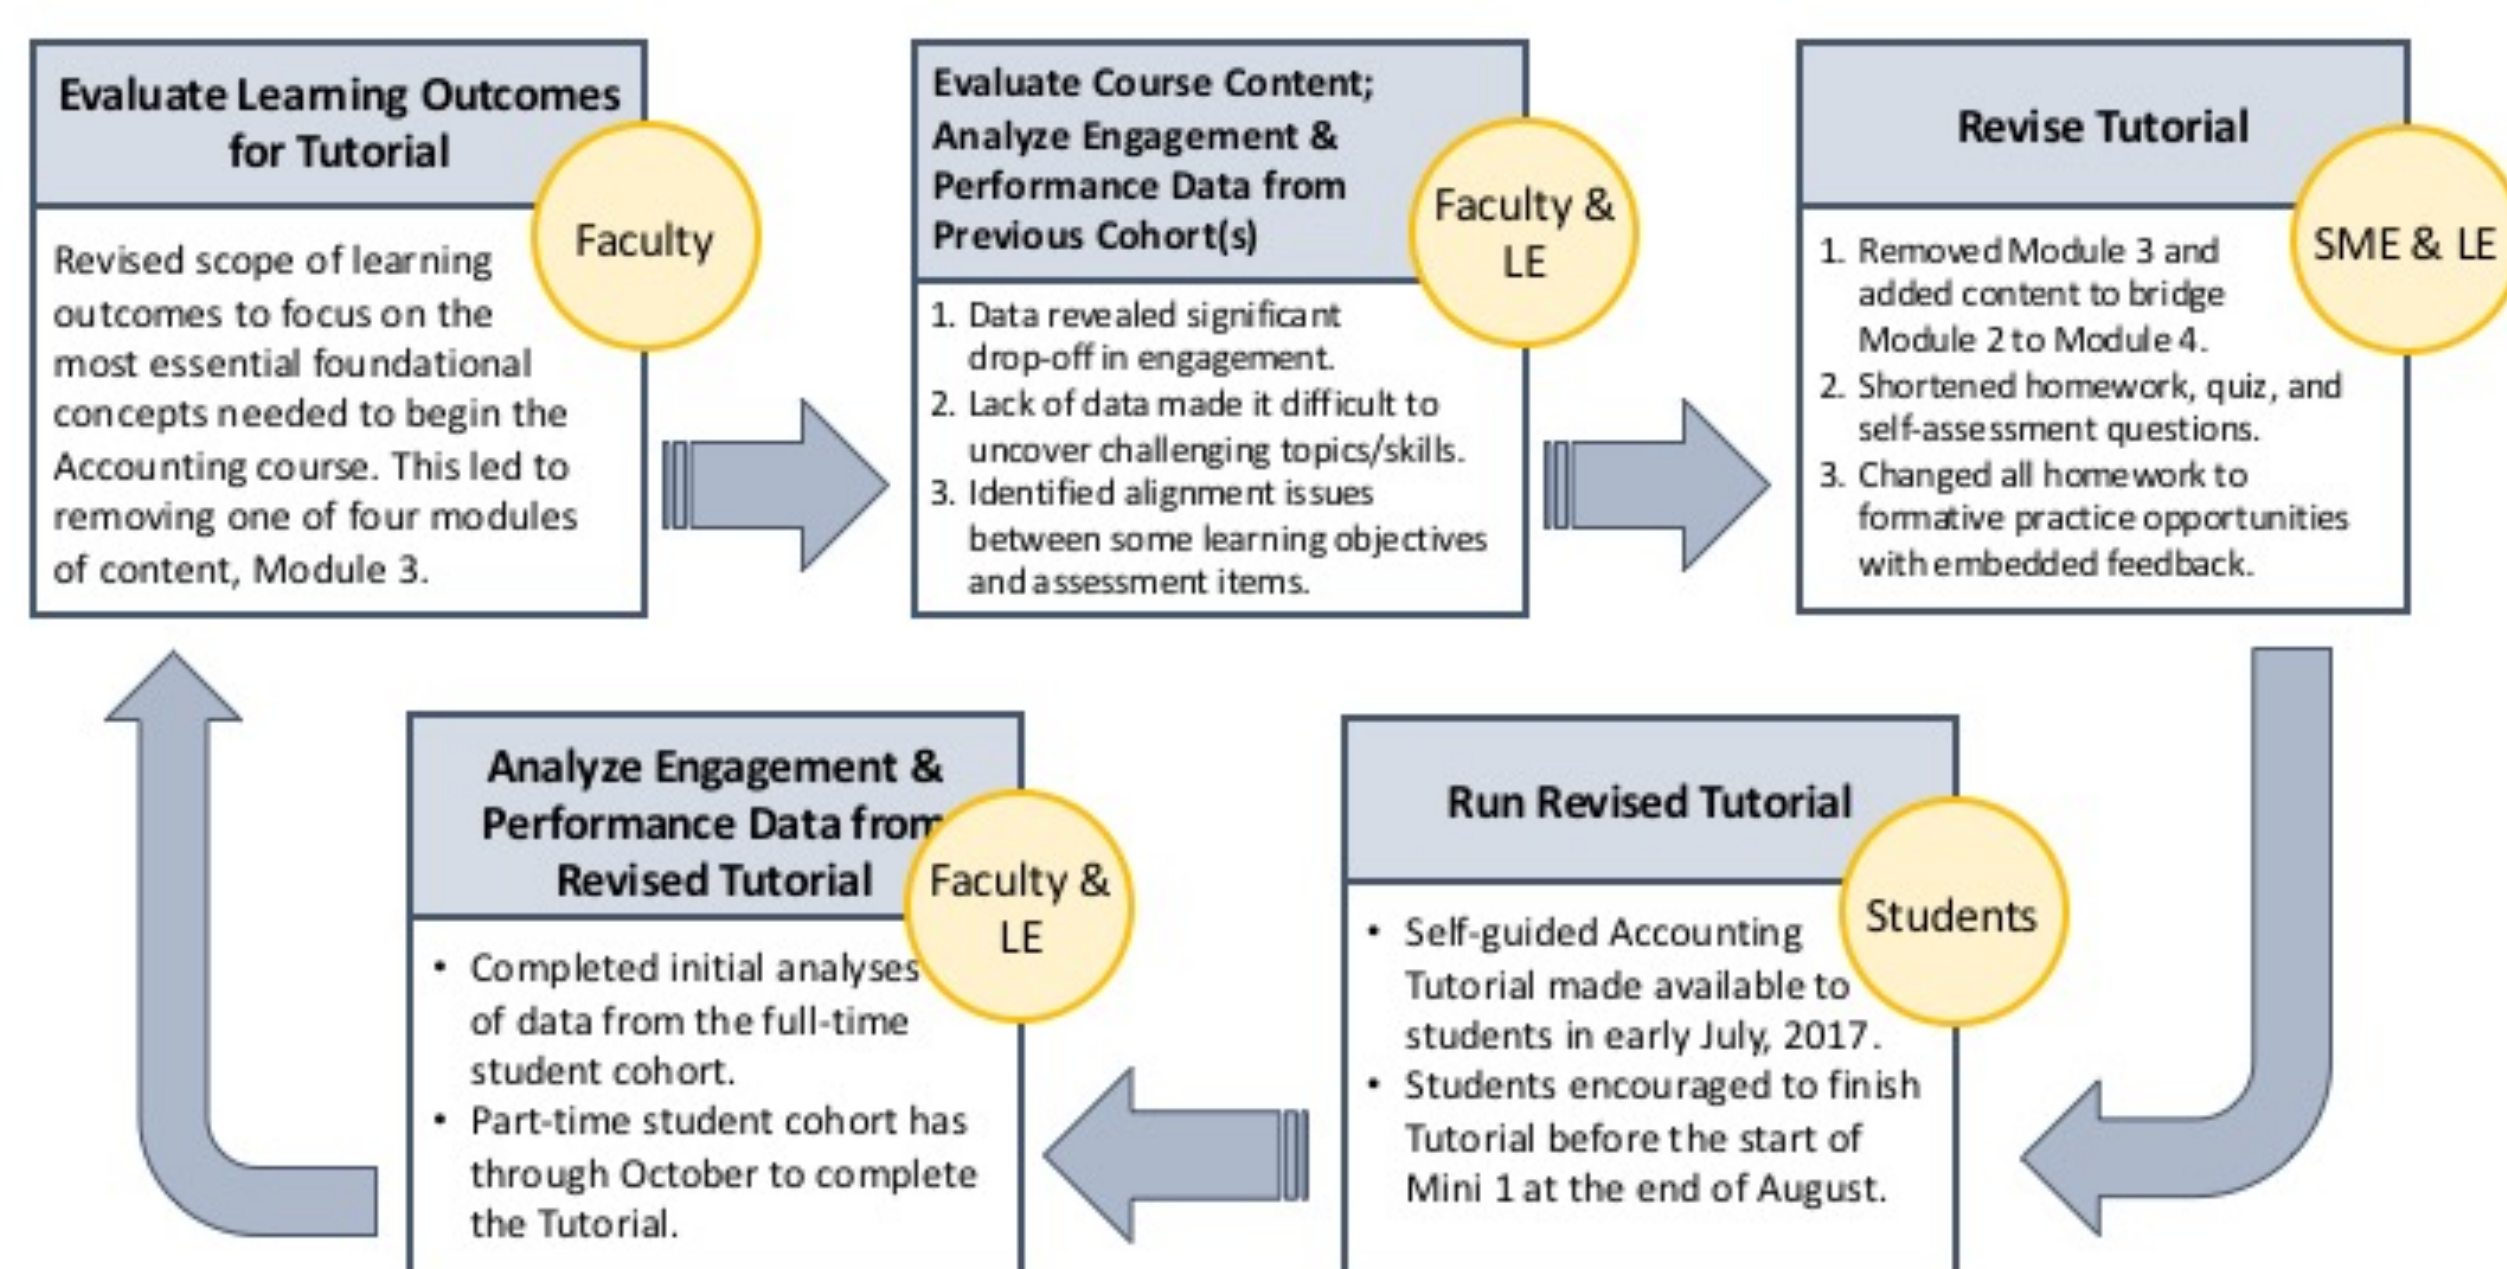 Evaluate Learning Outcomes
for Tutorial
Faculty
Revised scope of learning
outcomes to focus on the
most essential foundational
concepts needed to begin the
Accounting course. This led to
removing one of four modules
of content, Module 3.
Evaluate Course Content;
Analyze Engagement &
Performance Data from
Previous Cohort(s)
Faculty &
LE
1. Data revealed significant
drop-off in engagement.
2. Lack of data made it difficult to
uncover challenging topics/skills.
3. Identified alignment issues
between some learning objectives
and assessment items.
Revise Tutorial
SME & LE
1. Removed Module 3 and
added content to bridge
Module 2 to Module 4.
2. Shortened homework, quiz, and
self-assessment questions.
3. Changed all homework to
formative practice opportunities
with embedded feedback.
Run Revised Tutorial
Students
• Self-guided Accounting
Tutorial made available to
students in early July, 2017.
• Students encouraged to finish
Tutorial before the start of
Mini 1 at the end of August.
Analyze Engagement &
Performance Data from
Revised Tutorial
Faculty &
LE
• Completed initial analyses
of data from the full-time
student cohort.
• Part-time student cohort has
through October to complete
the Tutorial.